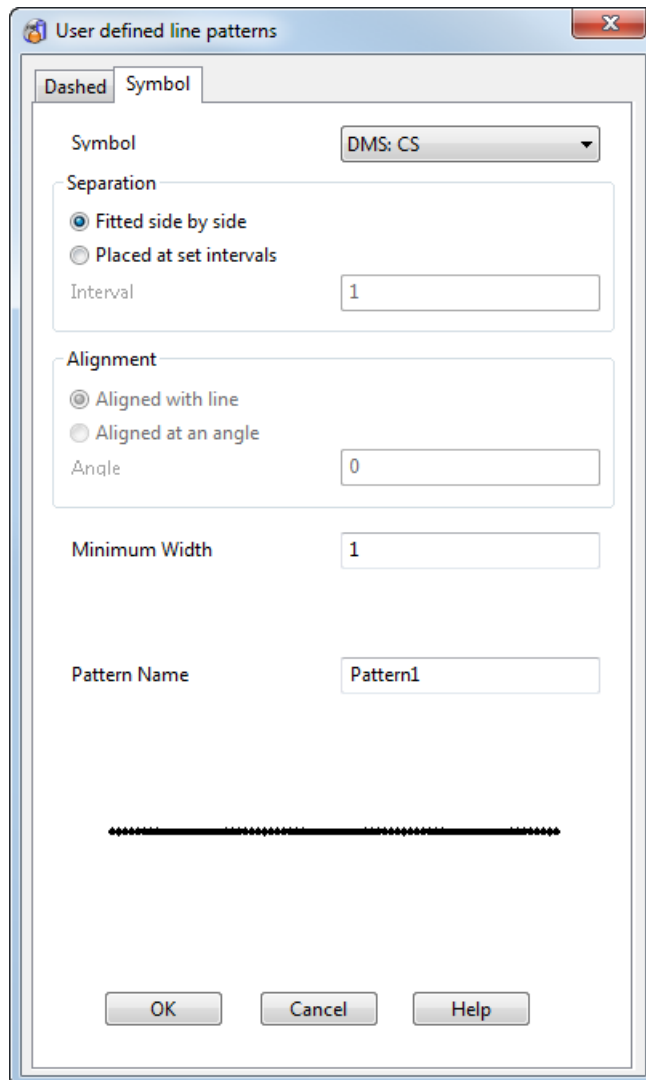 User defined line patterns
Dashed Symbol
Symbol DMS: CS
Separation
Fitted side by side
Placed at set intervals
Interval 1
Alignment
Aligned with line
Aligned at an angle
Angle 0
Minimum Width 1
Pattern Name Pattern1
OK Cancel Help